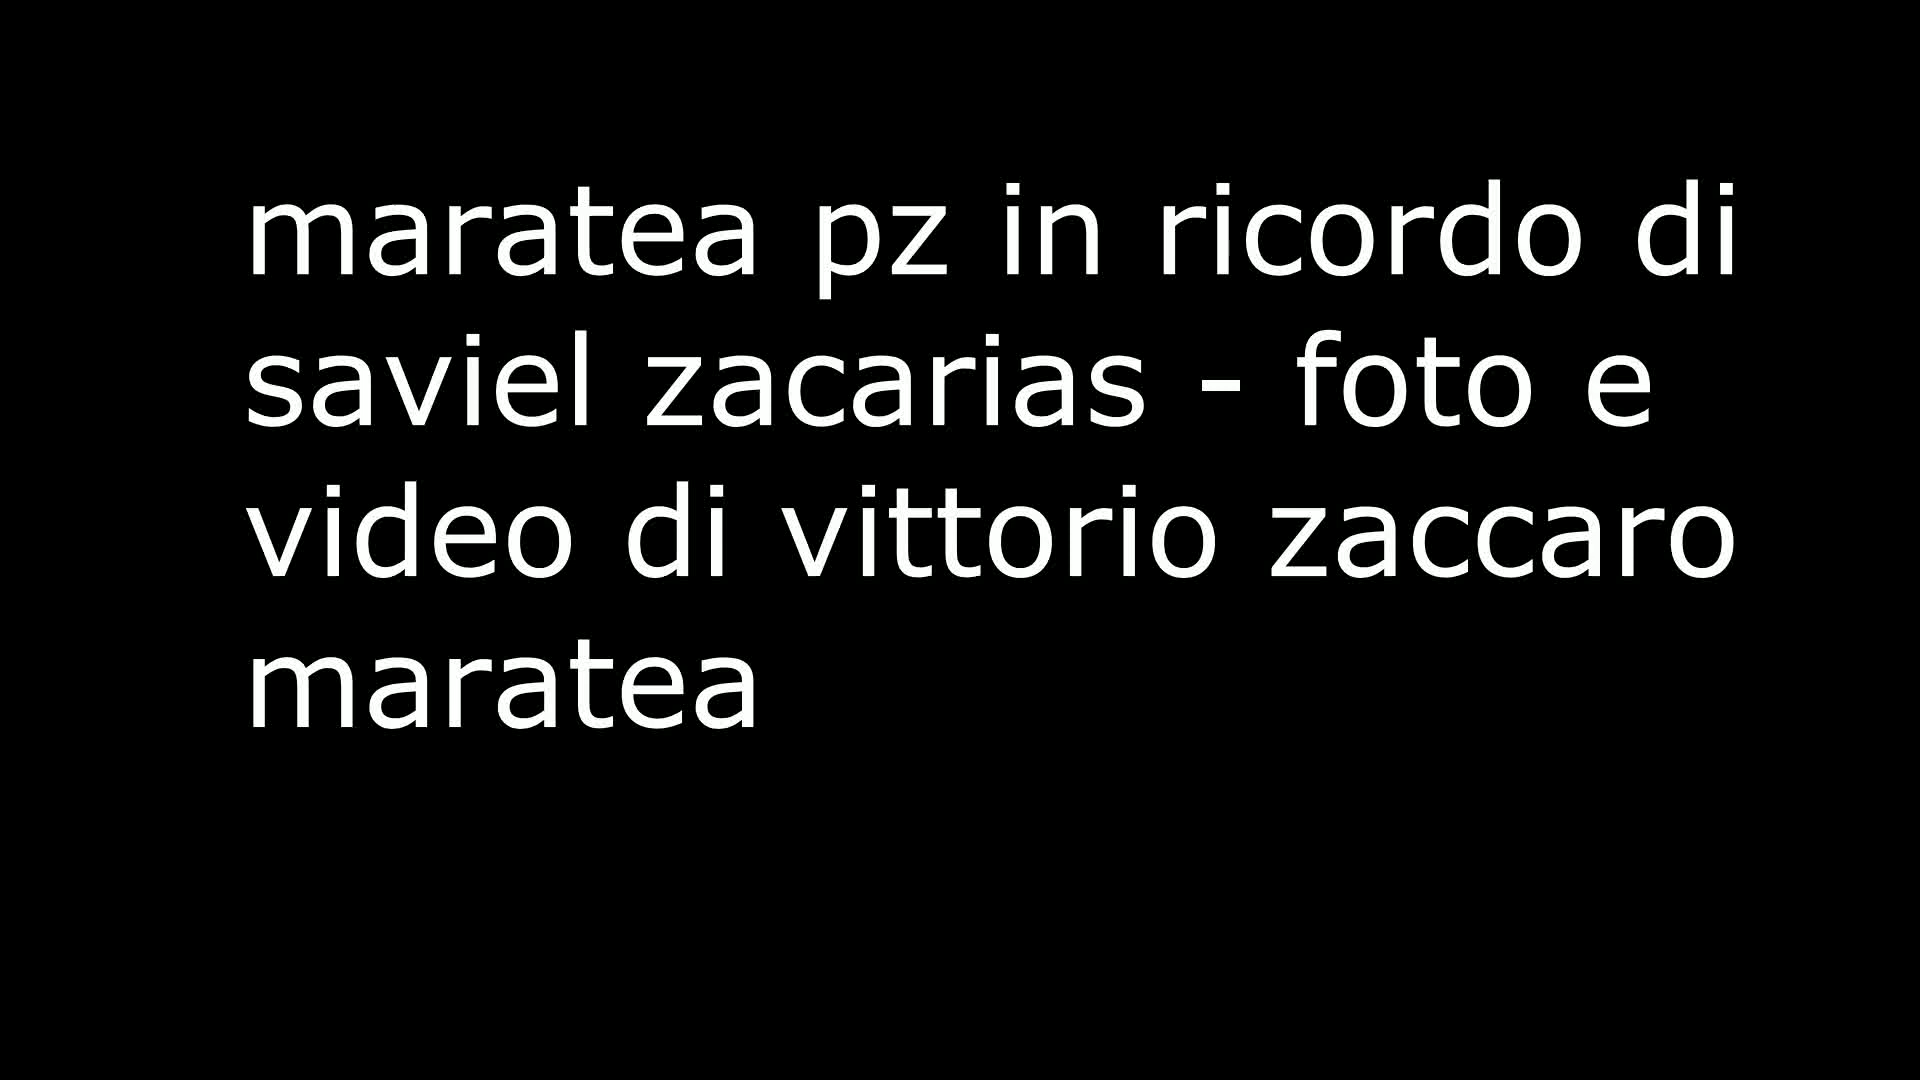 maratea pz in ricordo di
saviel zacarias - foto e
video di vittorio zaccaro
maratea